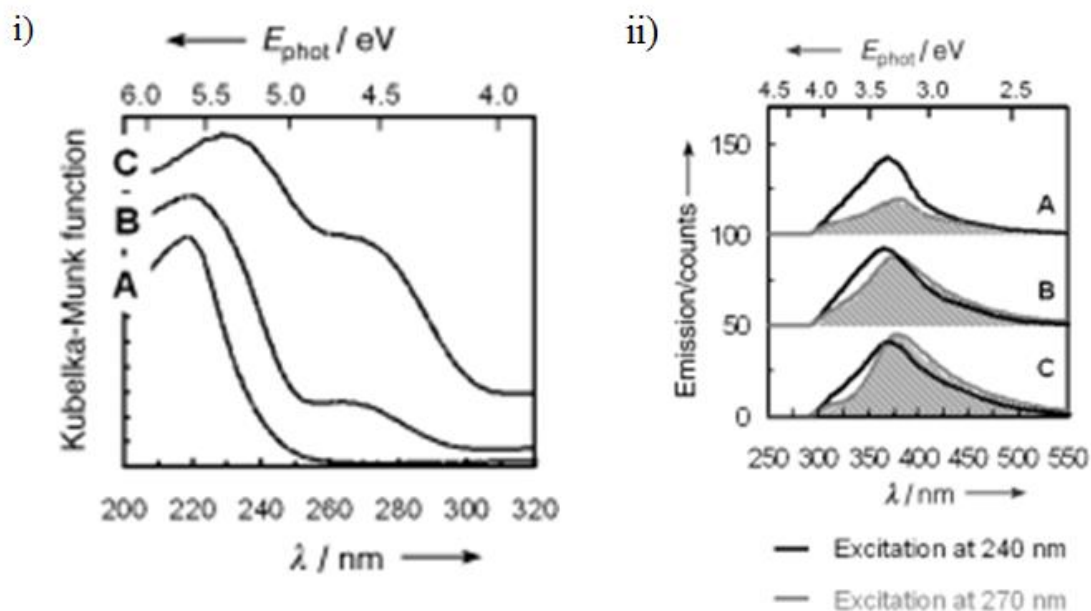 i)
E_phot / eV
6.0 5.5 5.0 4.5 4.0
Kubelka-Munk function
C
B
A
200 220 240 260 280 300 320
λ / nm
ii)
E_phot / eV
4.5 4.0 3.5 3.0 2.5
Emission/counts
150
100
50
0
A
B
C
250 300 350 400 450 500 550
λ / nm
Excitation at 240 nm
Excitation at 270 nm